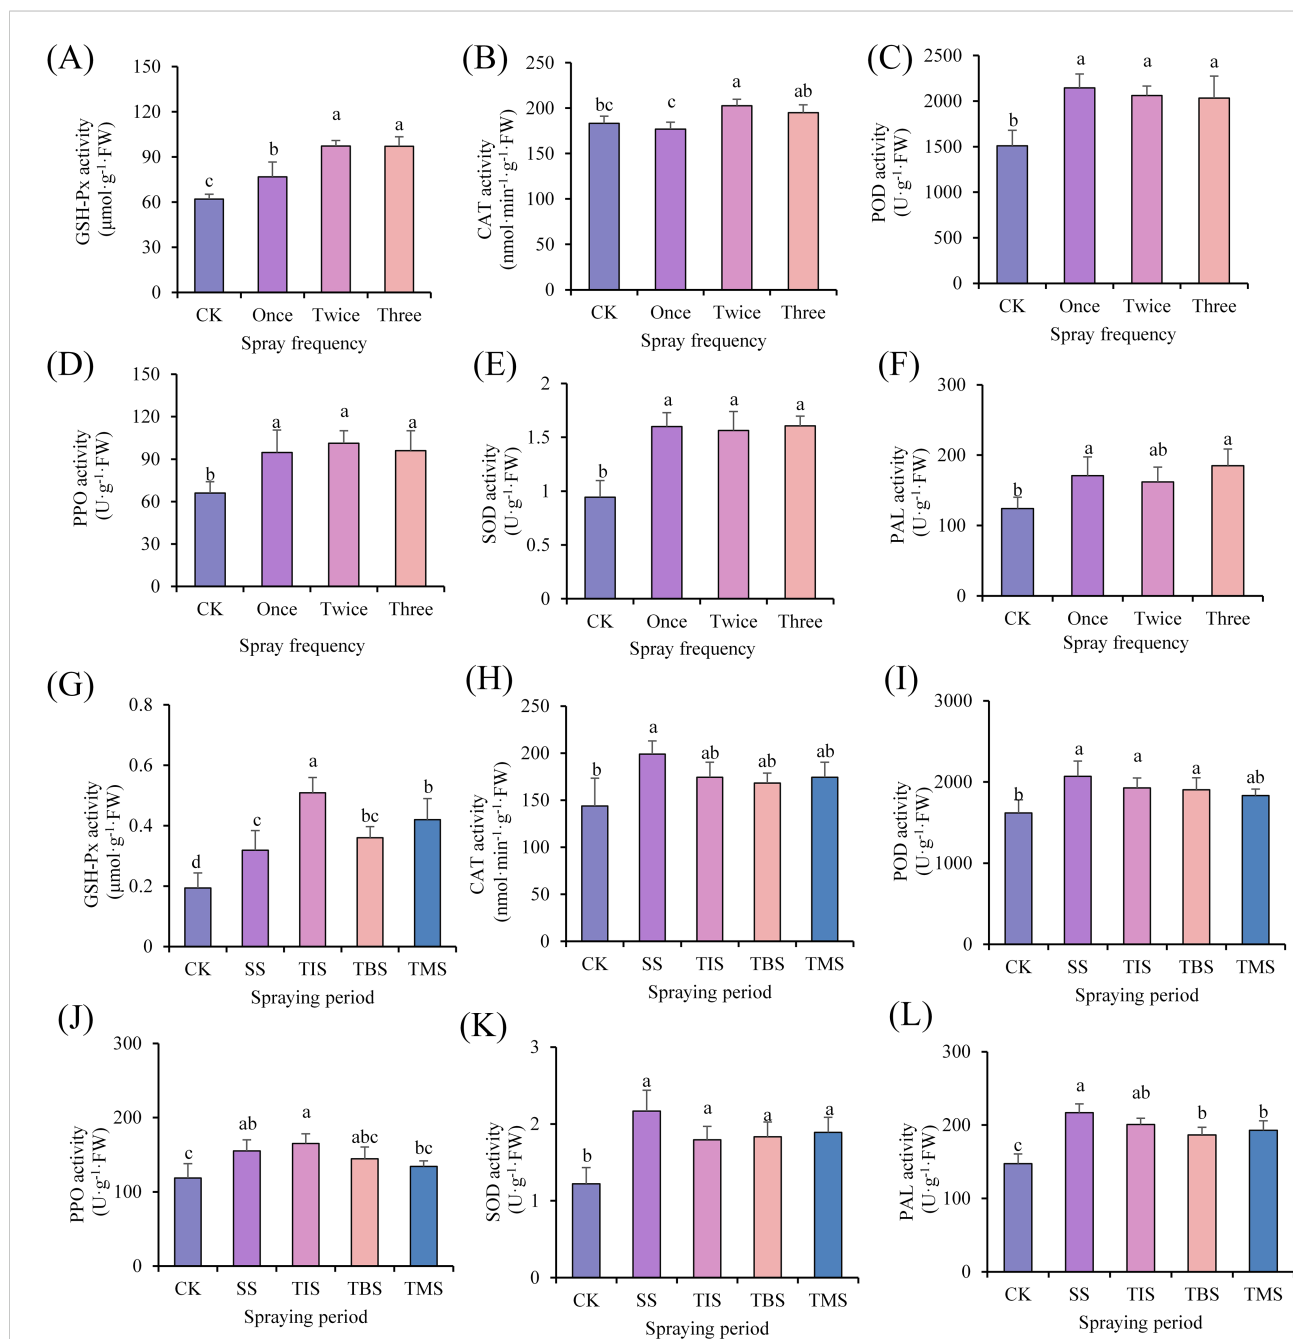 (A)
GSH-Px activity
(μmol·g⁻¹·FW)
150
120
90
60
30
0
c
b
a
a
CK Once Twice Three
Spray frequency
(B)
CAT activity
(nmol·min⁻¹·g⁻¹·FW)
250
200
150
100
50
0
bc
c
a
ab
CK Once Twice Three
Spray frequency
(C)
POD activity
(U·g⁻¹·FW)
2500
2000
1500
1000
500
0
b
a
a
a
CK Once Twice Three
Spray frequency
(D)
PPO activity
(U·g⁻¹·FW)
150
120
90
60
30
0
b
a
a
a
CK Once Twice Three
Spray frequency
(E)
SOD activity
(U·g⁻¹·FW)
2
1.5
1
0.5
0
b
a
a
a
CK Once Twice Three
Spray frequency
(F)
PAL activity
(U·g⁻¹·FW)
300
200
100
0
b
a
ab
a
CK Once Twice Three
Spray frequency
(G)
GSH-Px activity
(μmol·g⁻¹·FW)
0.8
0.6
0.4
0.2
0
d
c
a
bc
b
CK SS TIS TBS TMS
Spraying period
(H)
CAT activity
(nmol·min⁻¹·g⁻¹·FW)
250
200
150
100
50
0
b
a
ab
ab
ab
CK SS TIS TBS TMS
Spraying period
(I)
POD activity
(U·g⁻¹·FW)
3000
2000
1000
0
b
a
a
a
ab
CK SS TIS TBS TMS
Spraying period
(J)
PPO activity
(U·g⁻¹·FW)
300
200
100
0
c
ab
a
abc
bc
CK SS TIS TBS TMS
Spraying period
(K)
SOD activity
(U·g⁻¹·FW)
3
2
1
0
b
a
a
a
a
CK SS TIS TBS TMS
Spraying period
(L)
PAL activity
(U·g⁻¹·FW)
300
200
100
0
c
a
ab
b
b
CK SS TIS TBS TMS
Spraying period